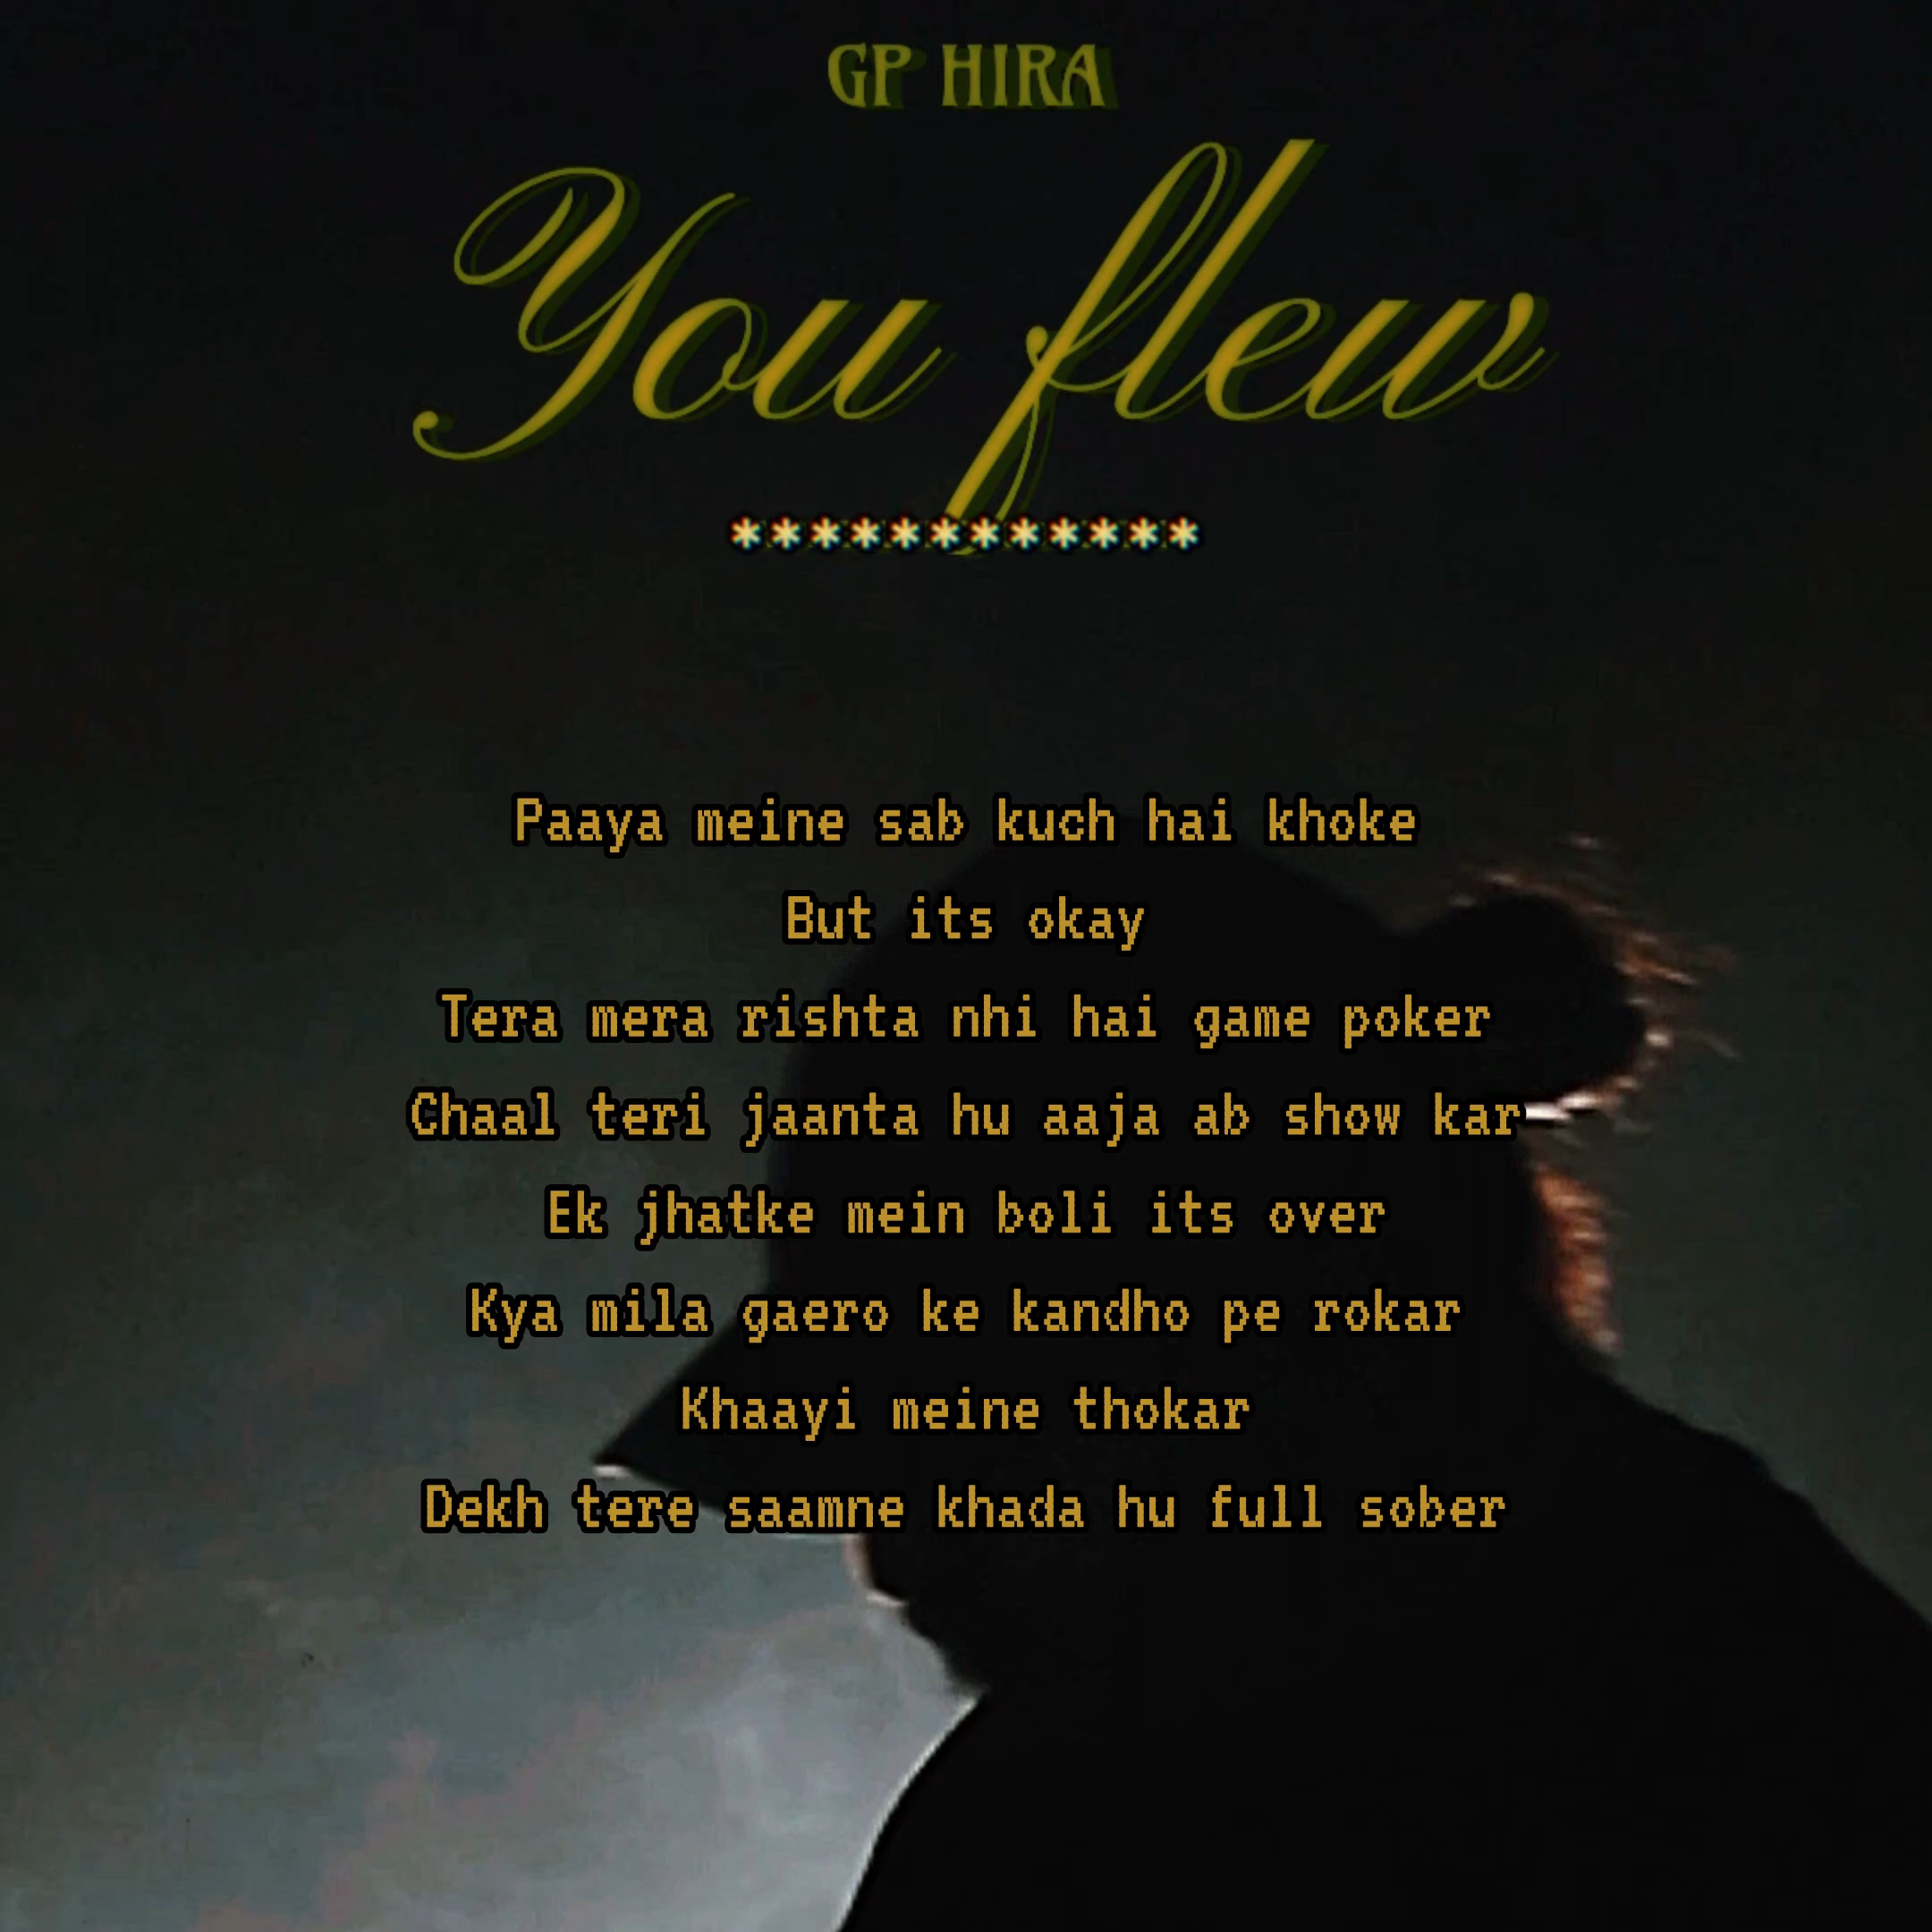 GP HIRA
You flew
************
Paaya meine sab kuch hai khoke
But its okay
Tera mera rishta nhi hai game poker
Chaal teri jaanta hu aaja ab show kar
Ek jhatke mein boli its over
Kya mila gaero ke kandho pe rokar
Khaayi meine thokar
Dekh tere saamne khada hu full sober